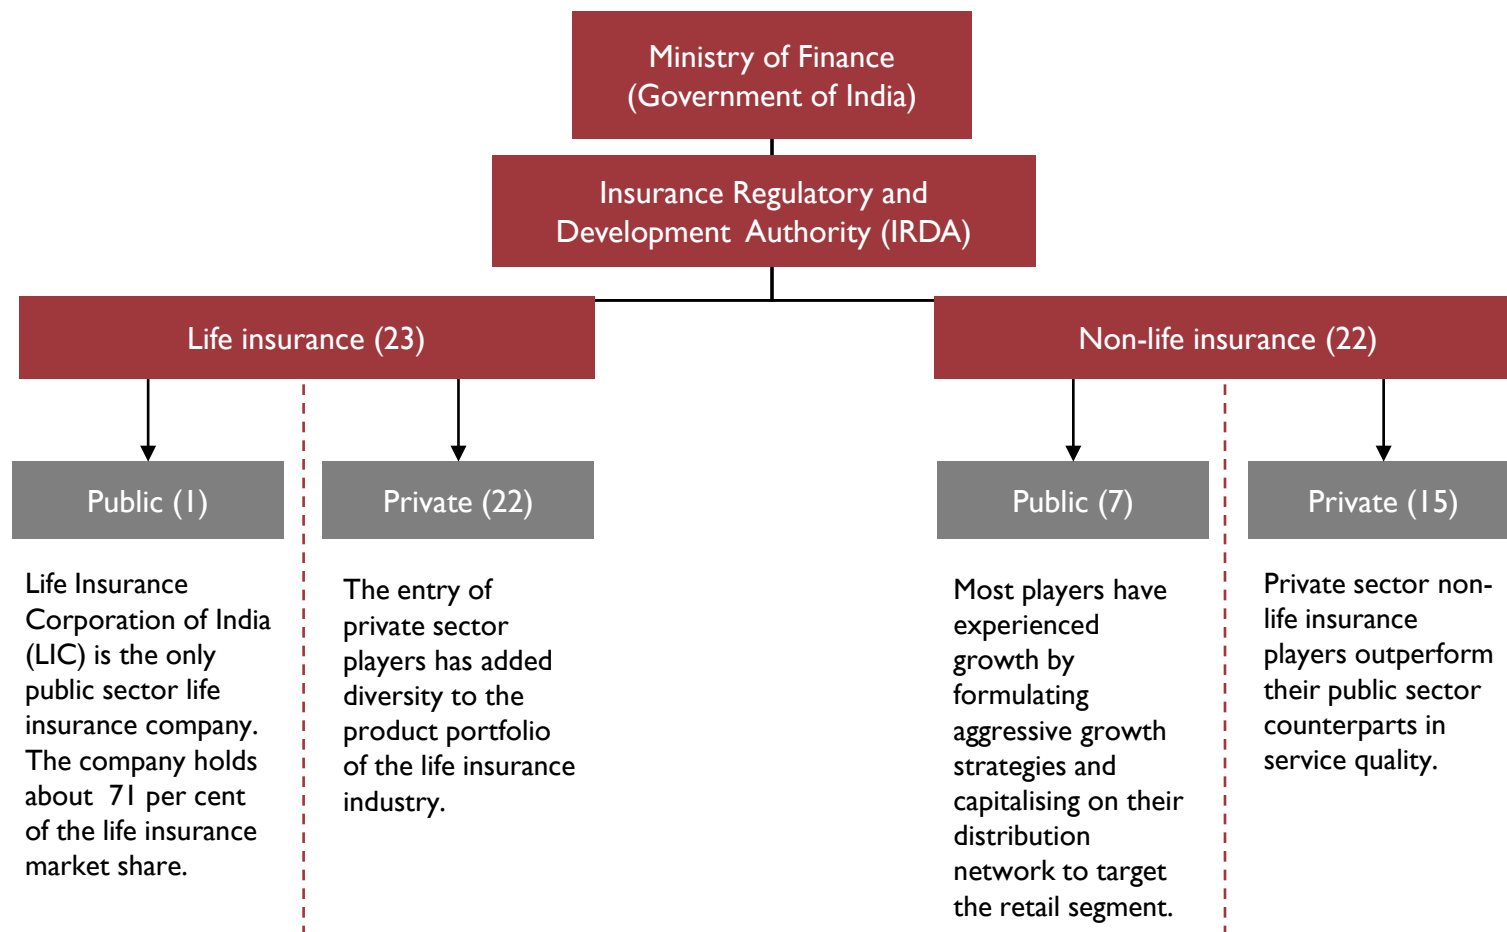 Ministry of Finance
(Government of India)
Insurance Regulatory and
Development Authority (IRDA)
Life insurance (23)
Non-life insurance (22)
Public (1)
Private (22)
Public (7)
Private (15)
Life Insurance
Corporation of India
(LIC) is the only
public sector life
insurance company.
The company holds
about 71 per cent
of the life insurance
market share.
The entry of
private sector
players has added
diversity to the
product portfolio
of the life insurance
industry.
Most players have
experienced
growth by
formulating
aggressive growth
strategies and
capitalising on their
distribution
network to target
the retail segment.
Private sector non-
life insurance
players outperform
their public sector
counterparts in
service quality.